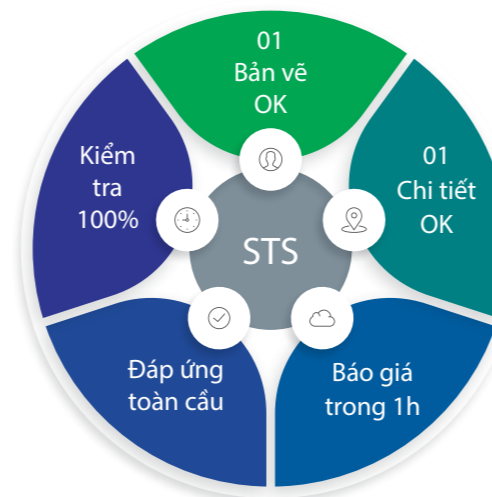 01
Bản vẽ
OK
01
Chi tiết
OK
Báo giá
trong 1h
Đáp ứng
toàn cầu
Kiểm
tra
100%
STS